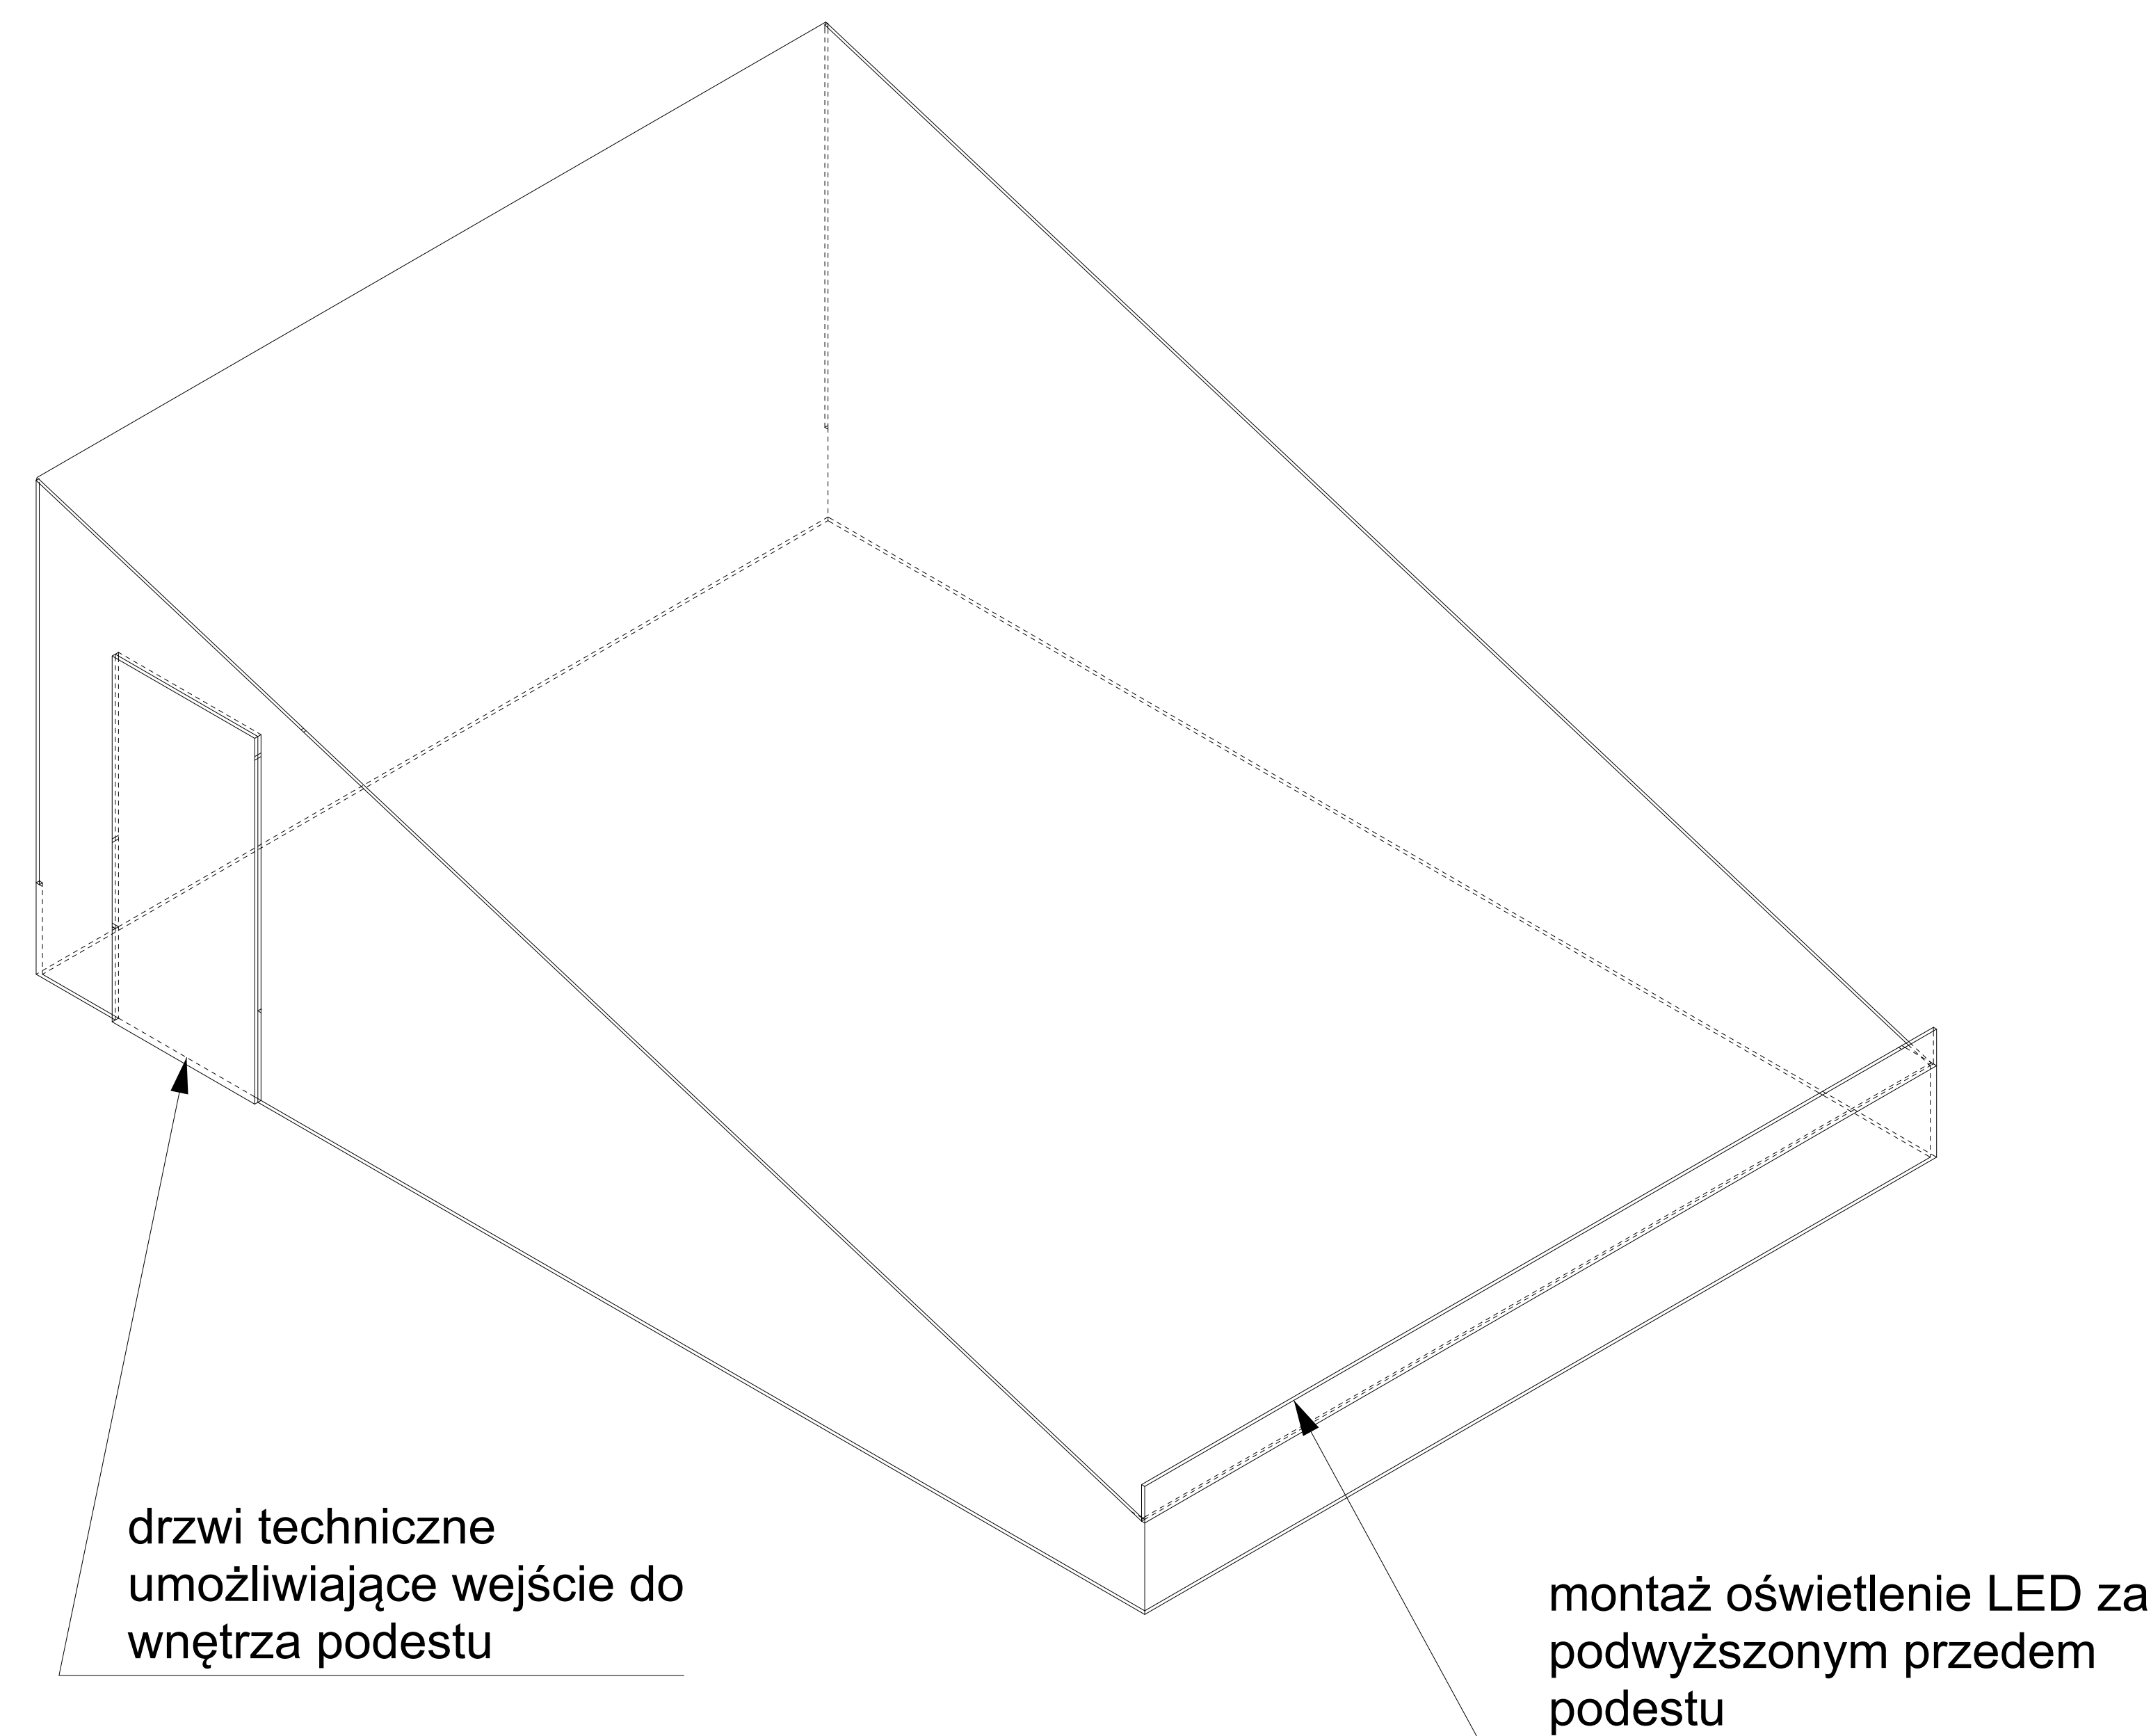 drzwi techniczne
umożliwiające wejście do
wnętrza podestu
montaż oświetlenie LED za
podwyższonym przedem
podestu